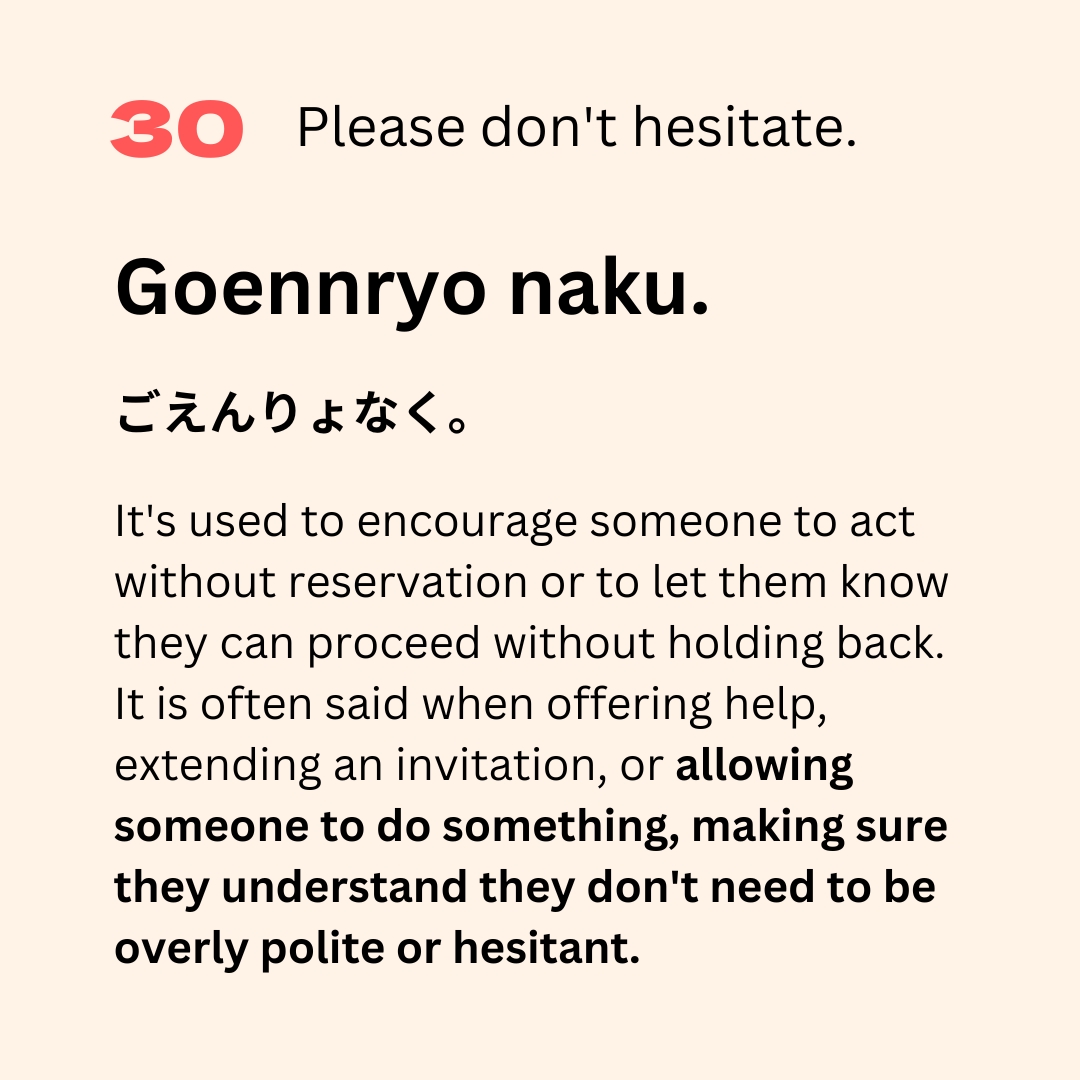 30 Please don't hesitate.
Goennryo naku.
ごえんりょなく。
It's used to encourage someone to act
without reservation or to let them know
they can proceed without holding back.
It is often said when offering help,
extending an invitation, or allowing
someone to do something, making sure
they understand they don't need to be
overly polite or hesitant.